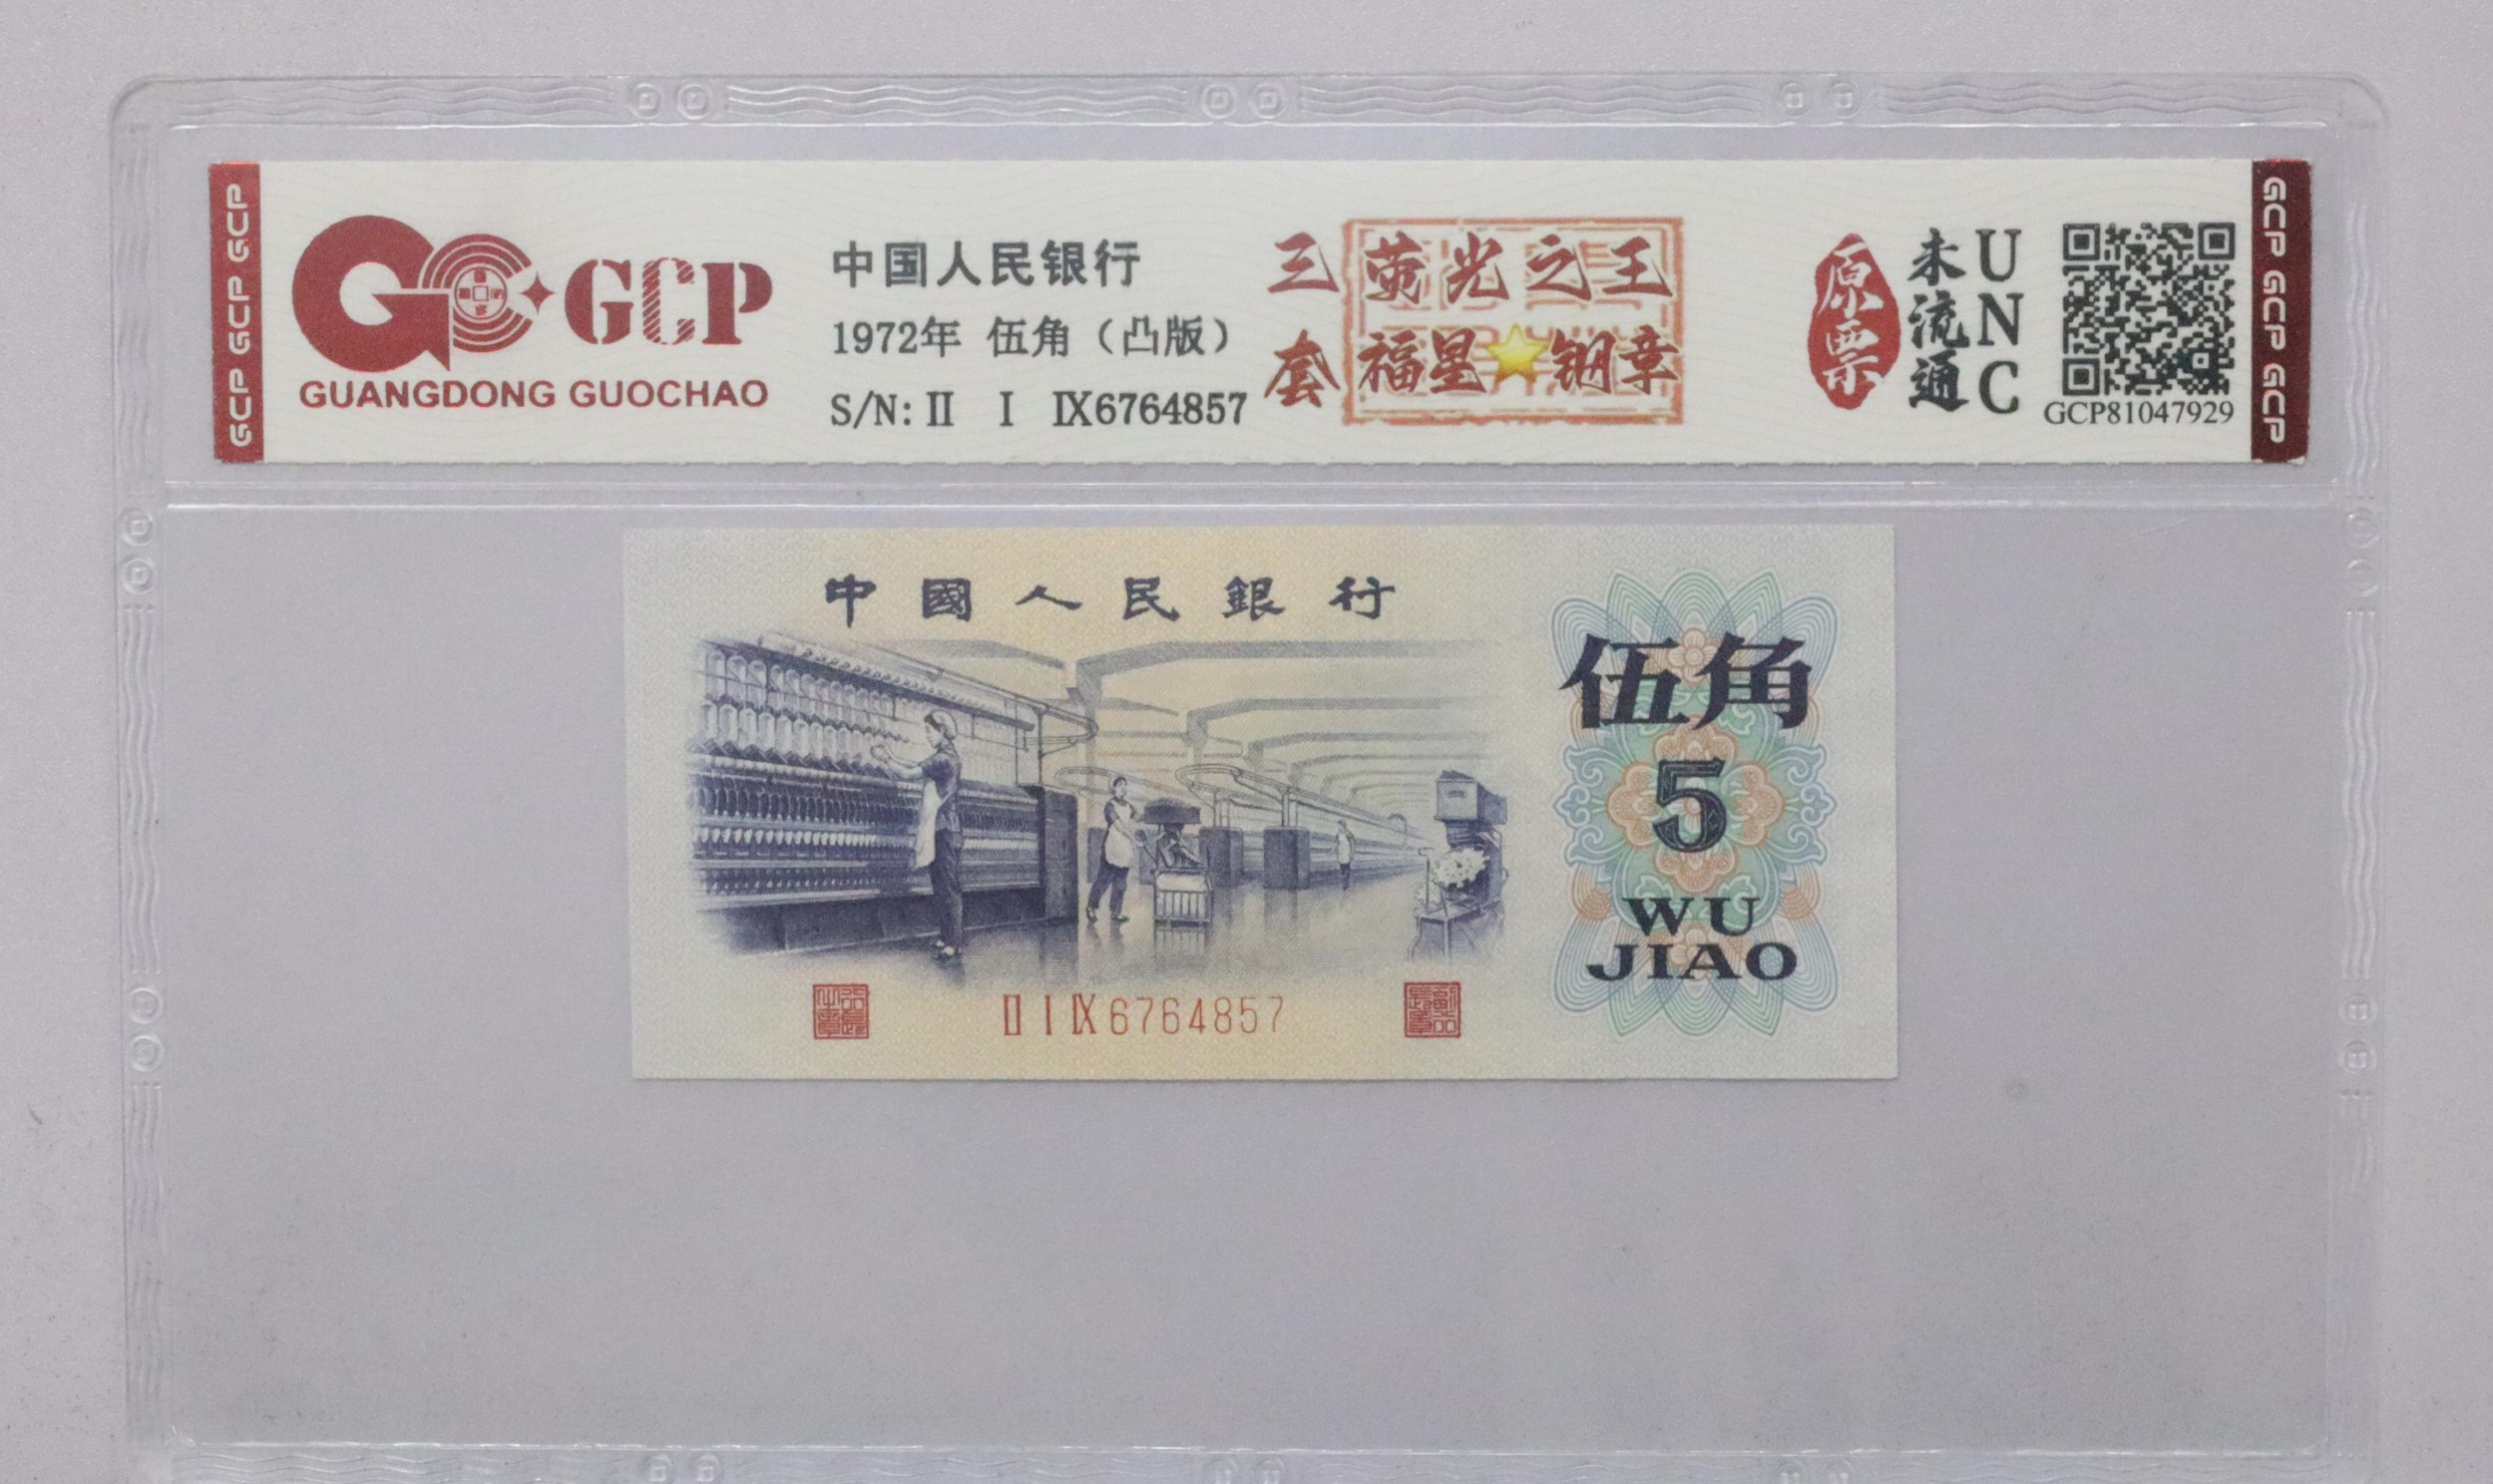 GCP GCP GCP
GCP
GUANGDONG GUOCHAO
中国人民银行
1972年 伍角（凸版）
S/N: Ⅱ Ⅰ Ⅸ6764857
三套
荧光之王
福星⭐钢章
原票
未流通
UNC
GCP81047929
GCP GCP GCP
中國人民銀行
伍角
5
WU
JIAO
Ⅱ Ⅰ Ⅸ 6764857